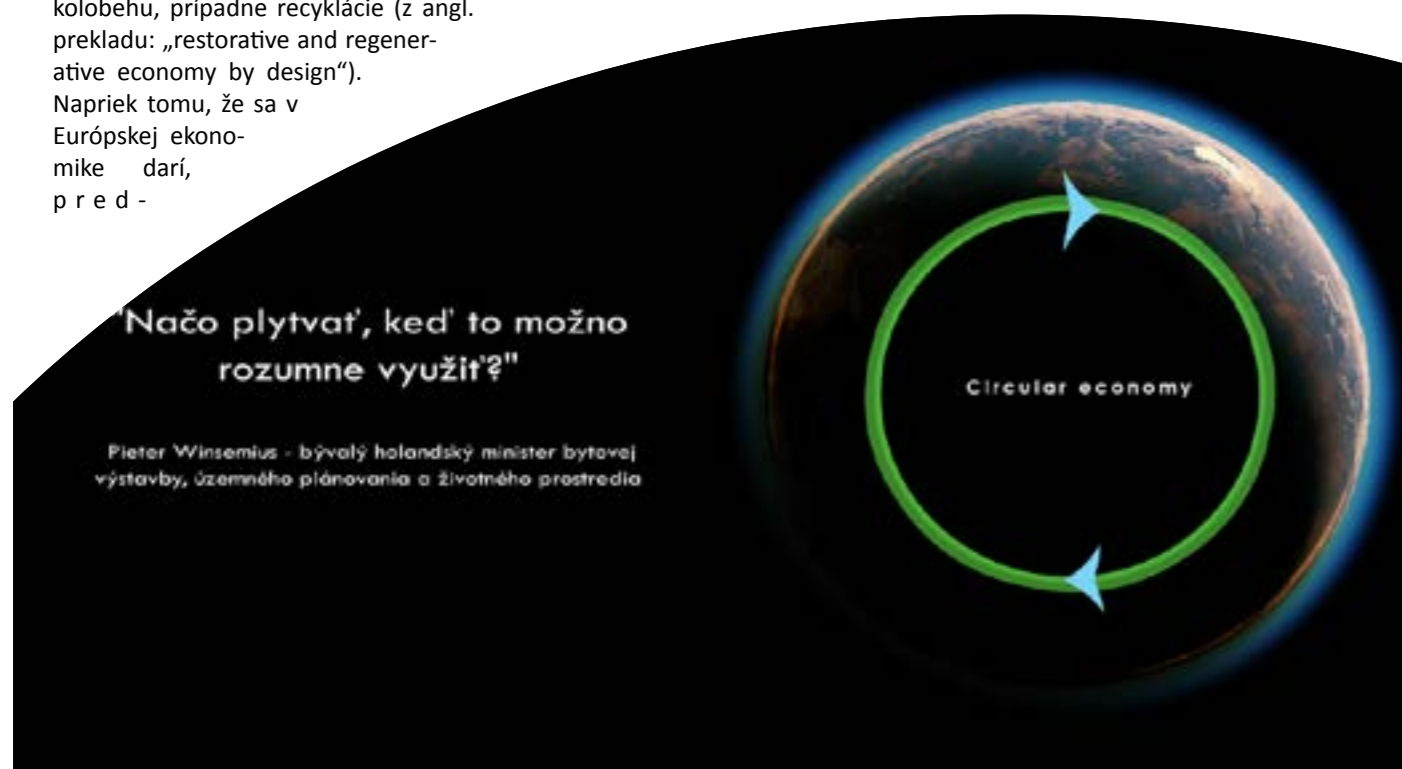 kolobehu, prípadne recyklácie (z angl.
prekladu: „restorative and regener-
ative economy by design“).
Napriek tomu, že sa v
Európskej ekono-
mike darí,
pred-
"Načo plytvať, keď to možno
rozumne využiť?"
Pieter Winsemius - bývalý holandský minister bytovej
výstavby, územného plánovania a životného prostredia
Circular economy